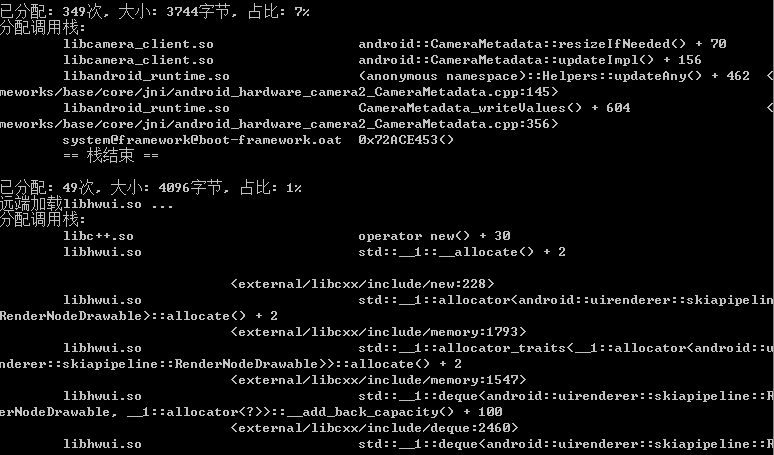 已分配: 349次, 大小: 3744字节, 占比: 7%
分配调用栈:
libcamera_client.so android::CameraMetadata::resizeIfNeeded() + 70
libcamera_client.so android::CameraMetadata::updateImpl() + 156
libandroid_runtime.so (anonymous namespace)::Helpers::updateAny() + 462 <
meworks/base/core/jni/android_hardware_camera2_CameraMetadata.cpp:145>
libandroid_runtime.so CameraMetadata_writeValues() + 604 <
meworks/base/core/jni/android_hardware_camera2_CameraMetadata.cpp:356>
system@framework@boot-framework.oat 0x72ACE453()
== 栈结束 ==
已分配: 49次, 大小: 4096字节, 占比: 1%
远端加载libhwui.so ...
分配调用栈:
libc++.so operator new() + 30
libhwui.so std::__1::__allocate() + 2
<external/libcxx/include/new:228>
libhwui.so std::__1::allocator<android::uirenderer::skiapipelin
RenderNodeDrawable>::allocate() + 2
<external/libcxx/include/memory:1793>
libhwui.so std::__1::allocator_traits<__1::allocator<android::u
nderer::skiapipeline::RenderNodeDrawable>>::allocate() + 2
<external/libcxx/include/memory:1547>
libhwui.so std::__1::deque<android::uirenderer::skiapipeline::R
erNodeDrawable, __1::allocator<?>>::__add_back_capacity() + 100
<external/libcxx/include/deque:2460>
libhwui.so std::__1::deque<android::uirenderer::skiapipeline::R